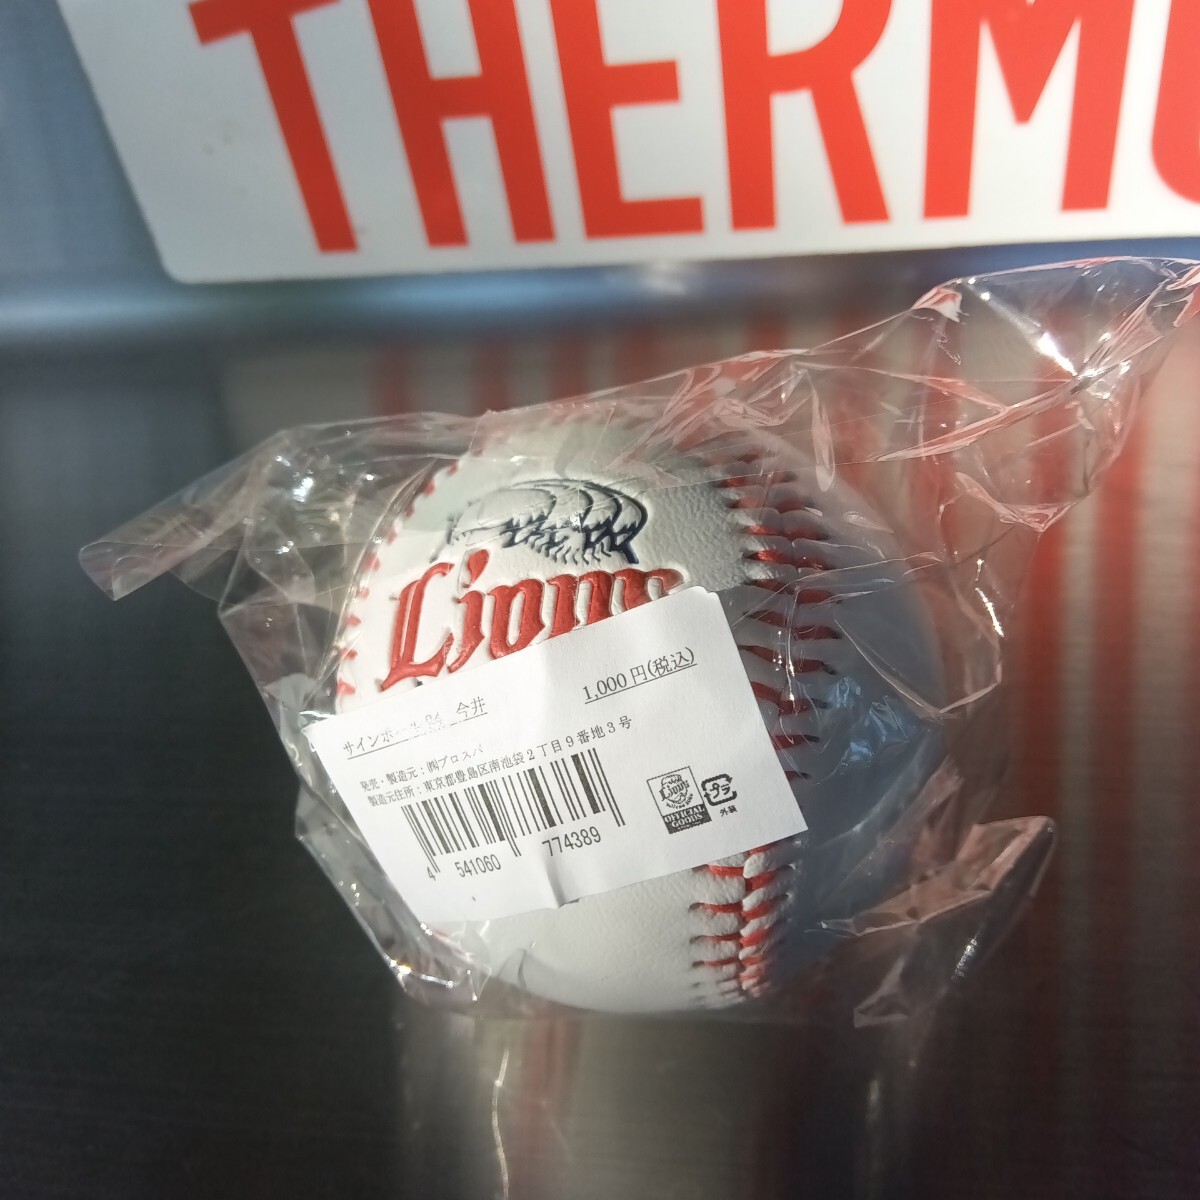 THERMO
Lions
サインボール 今井
1,000円(税込)
発売・製造元:㈱プロスパ
製造元住所:東京都豊島区南池袋2丁目9番地3号
4 541060 774389
Lions
OFFICIAL
GOODS
プラ
外装